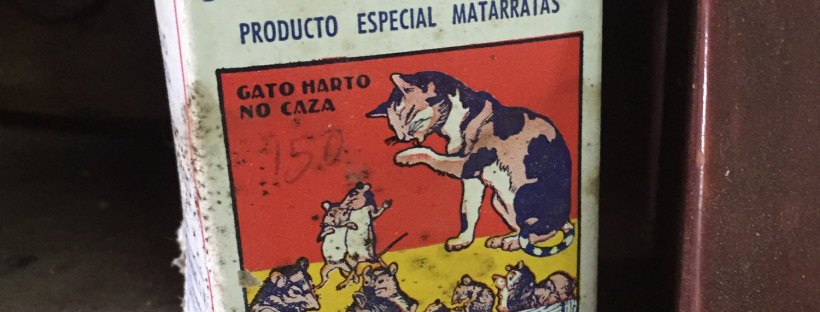 PRODUCTO ESPECIAL MATARRATAS
GATO HARTO
NO CAZA
150